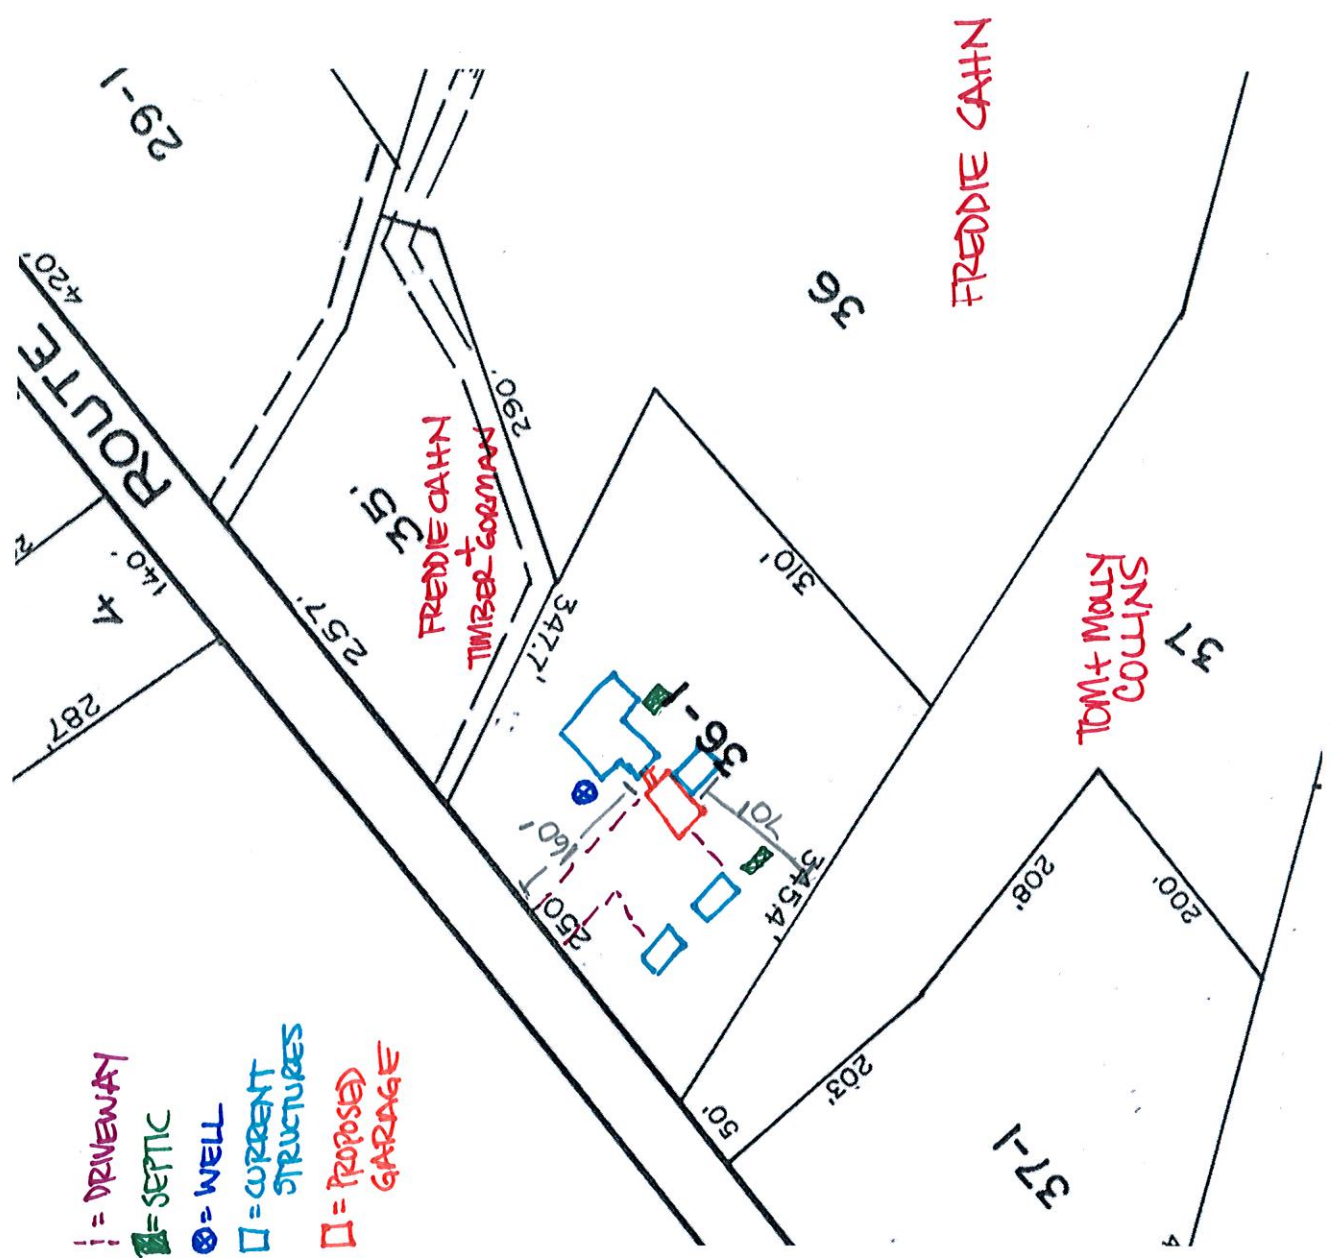 29-1
420'
ROUTE
FREDDIE CAHN
36
290'
35'
FREDDIE CAHN
+
TIMBER GORMAN
140'
A
257'
287'
347.7'
310'
36-1
TOM + MOLLY
COLLINS
37
160'
70'
250'
345.4'
208'
200'
203'
50'
37-1
= DRIVEWAY
= SEPTIC
= WELL
= CURRENT
STRUCTURES
= PROPOSED
GARAGE